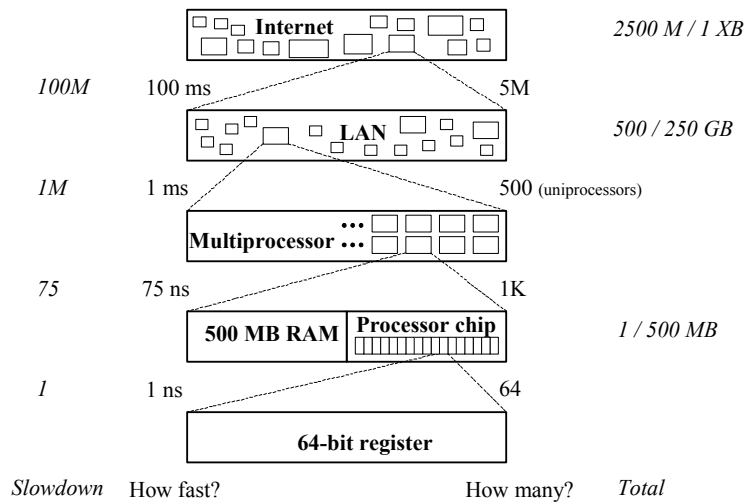 Internet 2500 M / 1 XB
100M 100 ms 5M
LAN 500 / 250 GB
1M 1 ms 500 (uniprocessors)
•••
Multiprocessor •••
75 75 ns 1K
500 MB RAM Processor chip 1 / 500 MB
1 1 ns 64
64-bit register
Slowdown How fast? How many? Total